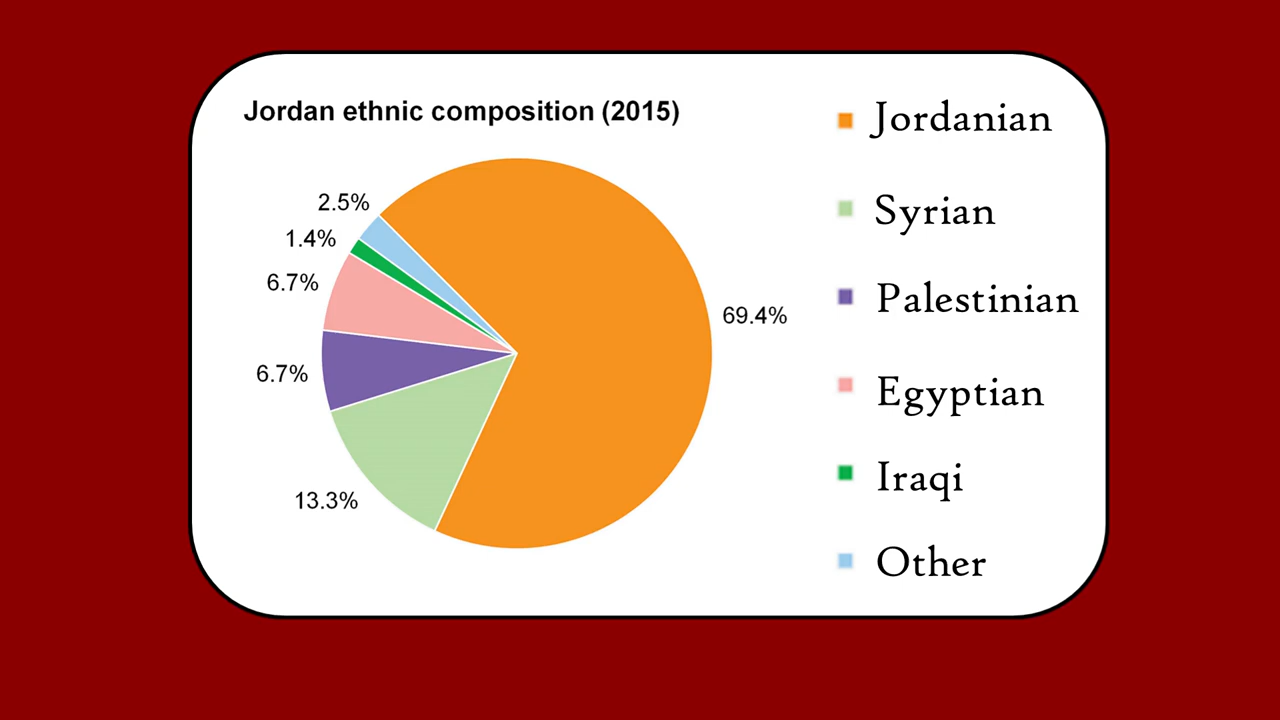 Jordan ethnic composition (2015)
2.5%
1.4%
6.7%
6.7%
13.3%
69.4%
Jordanian
Syrian
Palestinian
Egyptian
Iraqi
Other